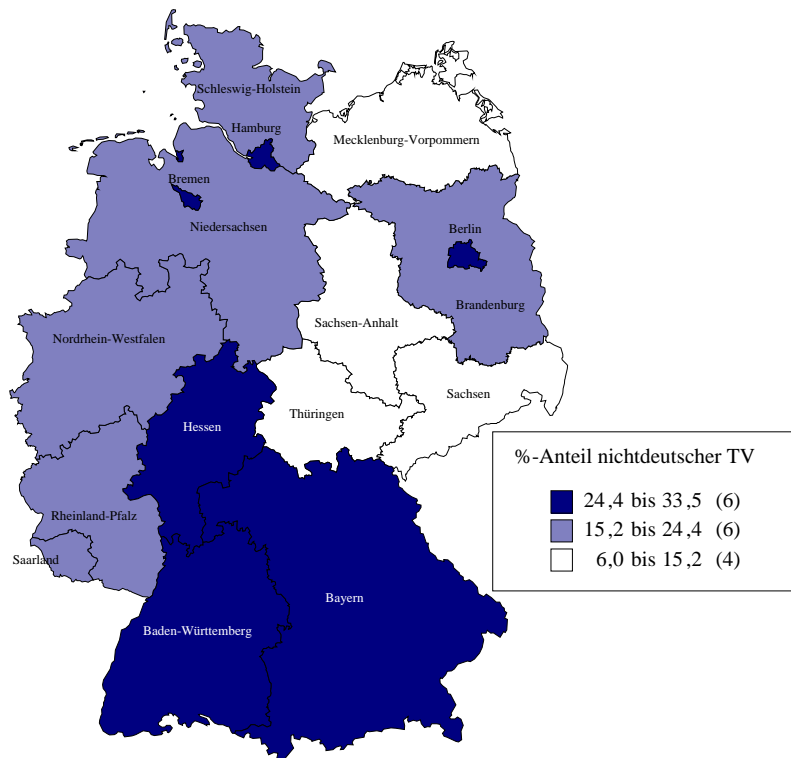 Schleswig-Holstein
Hamburg
Mecklenburg-Vorpommern
Bremen
Niedersachsen
Berlin
Brandenburg
Sachsen-Anhalt
Nordrhein-Westfalen
Sachsen
Thüringen
Hessen
%-Anteil nichtdeutscher TV
24,4 bis 33,5 (6)
15,2 bis 24,4 (6)
6,0 bis 15,2 (4)
Rheinland-Pfalz
Saarland
Bayern
Baden-Württemberg